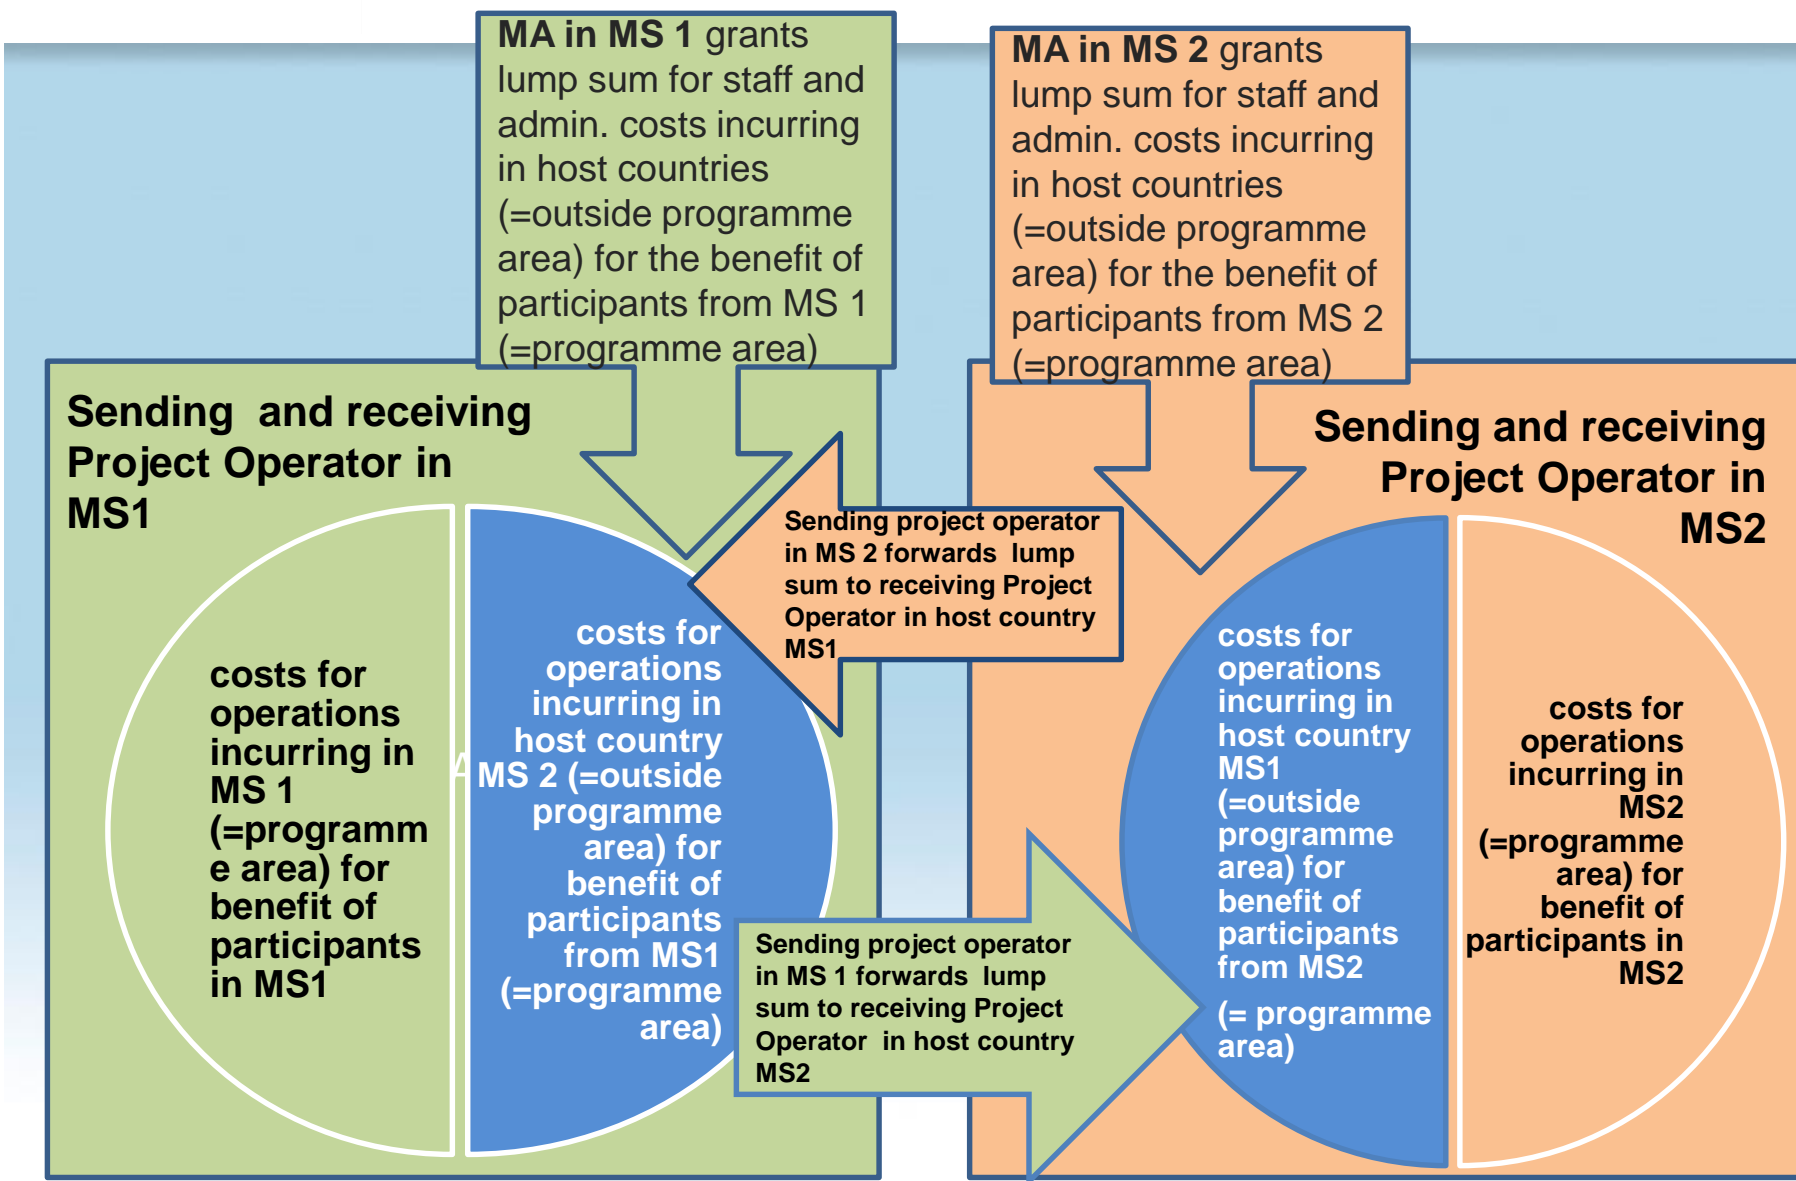 MA in MS 1 grants
lump sum for staff and
admin. costs incurring
in host countries
(=outside programme
area) for the benefit of
participants from MS 1
(=programme area)
MA in MS 2 grants
lump sum for staff and
admin. costs incurring
in host countries
(=outside programme
area) for the benefit of
participants from MS 2
(=programme area)
Sending and receiving
Project Operator in
MS1
Sending and receiving
Project Operator in
MS2
Sending project operator
in MS 2 forwards lump
sum to receiving Project
Operator in host country
MS1
costs for
operations
incurring in
MS 1
(=programm
e area) for
benefit of
participants
in MS1
costs for
operations
incurring in
host country
MS 2 (=outside
programme
area) for
benefit of
participants
from MS1
(=programme
area)
Sending project operator
in MS 1 forwards lump
sum to receiving Project
Operator in host country
MS2
costs for
operations
incurring in
host country
MS1
(=outside
programme
area) for
benefit of
participants
from MS2
(= programme
area)
costs for
operations
incurring in
MS2
(=programme
area) for
benefit of
participants in
MS2